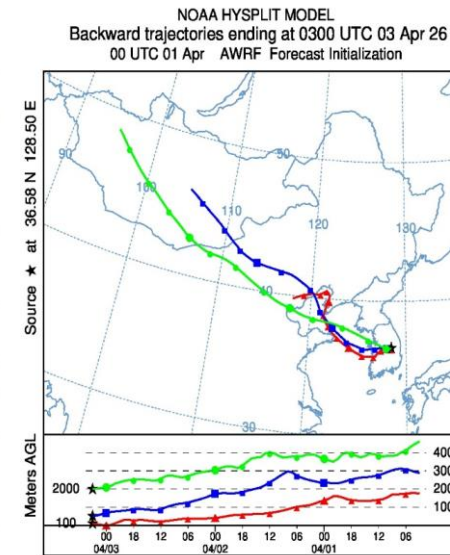 NOAA HYSPLIT MODEL
Backward trajectories ending at 0300 UTC 03 Apr 26
00 UTC 01 Apr AWRF Forecast Initialization
Source ★ at 36.58 N 128.50 E
90
100
110
50
120
130
40
30
Meters AGL
2000
100
400
300
200
100
00 18 12 06 00 18 12 06 00 18 12 06
04/03 04/02 04/01